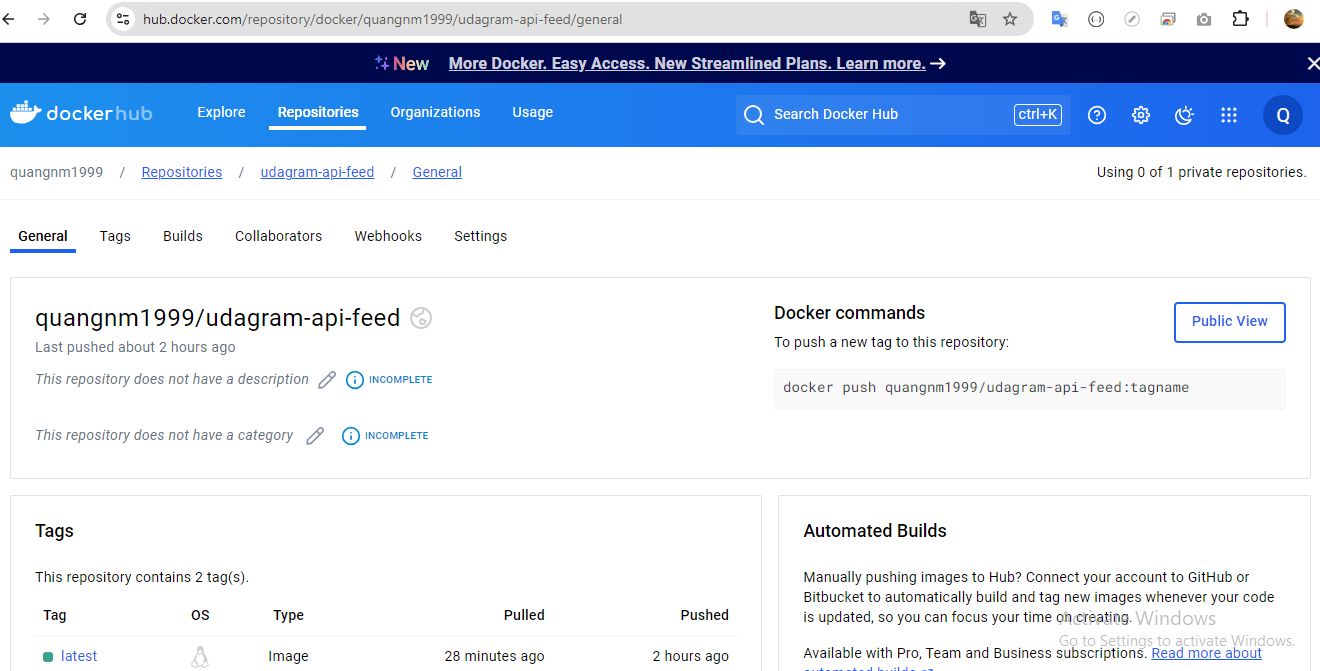 hub.docker.com/repository/docker/quangnm1999/udagram-api-feed/general
New More Docker. Easy Access. New Streamlined Plans. Learn more. →
dockerhub Explore Repositories Organizations Usage Search Docker Hub ctrl+K Q
quangnm1999 / Repositories / udagram-api-feed / General Using 0 of 1 private repositories.
General Tags Builds Collaborators Webhooks Settings
quangnm1999/udagram-api-feed
Last pushed about 2 hours ago
This repository does not have a description INCOMPLETE
This repository does not have a category INCOMPLETE
Docker commands
Public View
To push a new tag to this repository:
docker push quangnm1999/udagram-api-feed:tagname
Tags
This repository contains 2 tag(s).
Tag OS Type Pulled Pushed
latest Image 28 minutes ago 2 hours ago
Automated Builds
Manually pushing images to Hub? Connect your account to GitHub or
Bitbucket to automatically build and tag new images whenever your code
is updated, so you can focus your time on creating.
Available with Pro, Team and Business subscriptions. Read more about
automated builds
Activate Windows
Go to Settings to activate Windows.